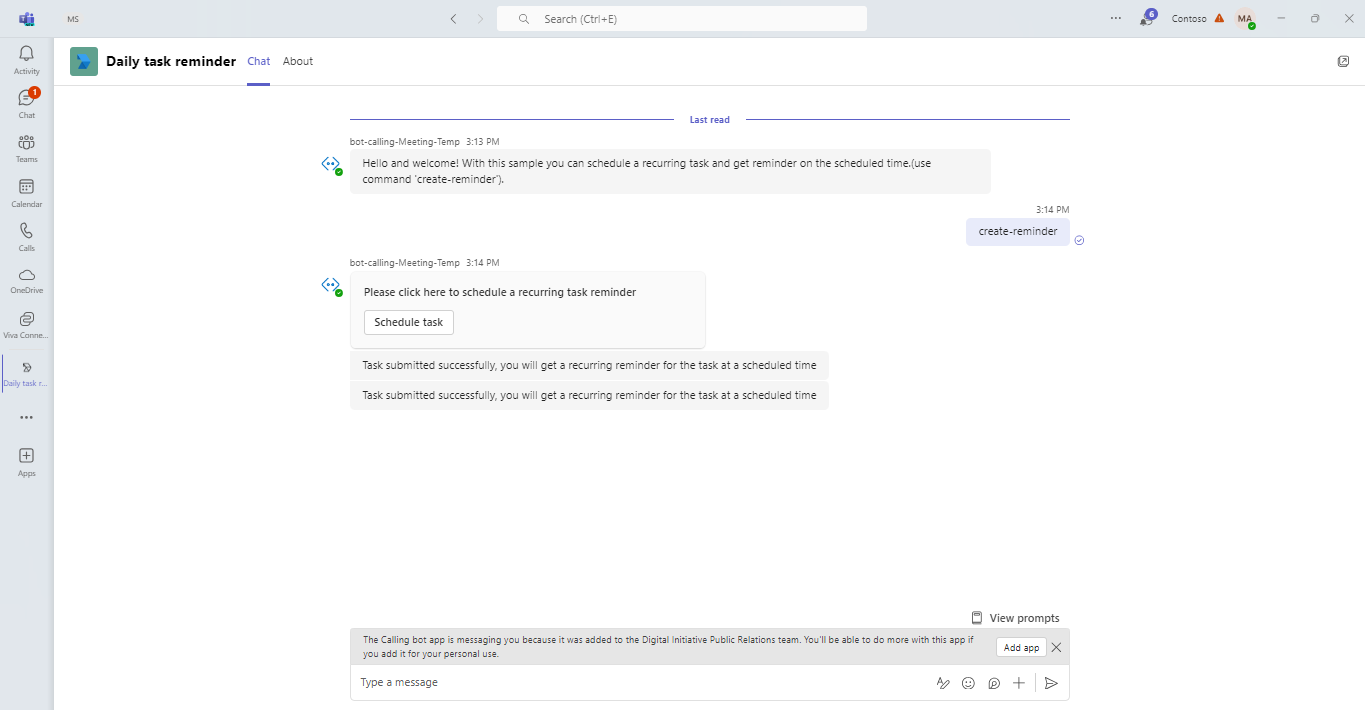 MS
Search (Ctrl+E)
6
Contoso
MA
Activity
1
Chat
Teams
Calendar
Calls
OneDrive
Viva Conne...
Daily task r...
Apps
Daily task reminder
Chat
About
Last read
bot-calling-Meeting-Temp 3:13 PM
Hello and welcome! With this sample you can schedule a recurring task and get reminder on the scheduled time.(use
command 'create-reminder').
3:14 PM
create-reminder
bot-calling-Meeting-Temp 3:14 PM
Please click here to schedule a recurring task reminder
Schedule task
Task submitted successfully, you will get a recurring reminder for the task at a scheduled time
Task submitted successfully, you will get a recurring reminder for the task at a scheduled time
View prompts
The Calling bot app is messaging you because it was added to the Digital Initiative Public Relations team. You'll be able to do more with this app if
you add it for your personal use.
Add app
Type a message